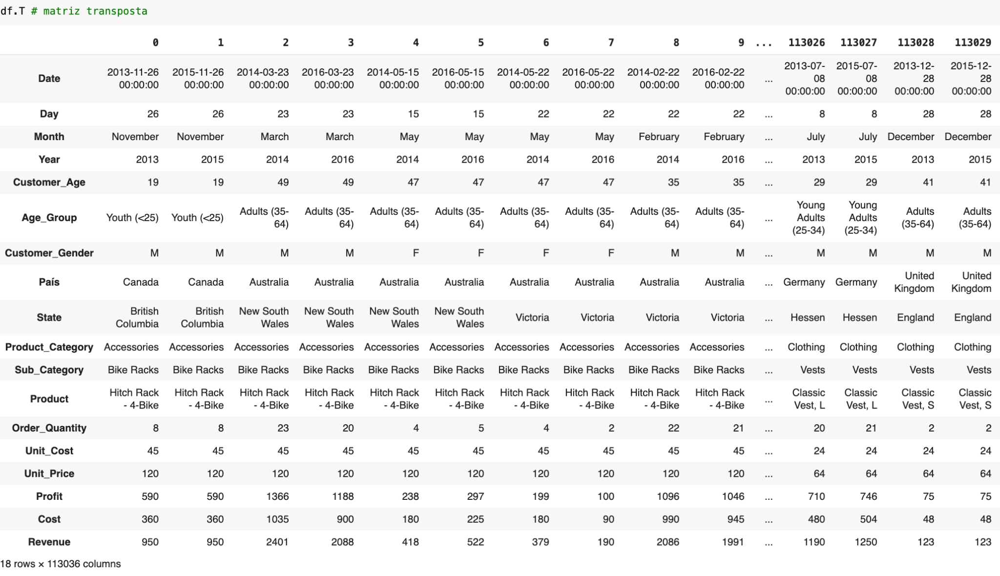 df.T # matriz transposta
0 1 2 3 4 5 6 7 8 9 ... 113026 113027 113028 113029
Date 2013-11-26 00:00:00 2015-11-26 00:00:00 2014-03-23 00:00:00 2016-03-23 00:00:00 2014-05-15 00:00:00 2016-05-15 00:00:00 2014-05-22 00:00:00 2016-05-22 00:00:00 2014-02-22 00:00:00 2016-02-22 00:00:00 ... 2013-07-08 00:00:00 2015-07-08 00:00:00 2013-12-28 00:00:00 2015-12-28 00:00:00
Day 26 26 23 23 15 15 22 22 22 22 ... 8 8 28 28
Month November November March March May May May May February February ... July July December December
Year 2013 2015 2014 2016 2014 2016 2014 2016 2014 2016 ... 2013 2015 2013 2015
Customer_Age 19 19 49 49 47 47 47 47 35 35 ... 29 29 41 41
Age_Group Youth (<25) Youth (<25) Adults (35-64) Adults (35-64) Adults (35-64) Adults (35-64) Adults (35-64) Adults (35-64) Adults (35-64) Adults (35-64) ... Young Adults (25-34) Young Adults (25-34) Adults (35-64) Adults (35-64)
Customer_Gender M M M M F F F F M M ... M M M M
País Canada Canada Australia Australia Australia Australia Australia Australia Australia Australia ... Germany Germany United Kingdom United Kingdom
State British Columbia British Columbia New South Wales New South Wales New South Wales New South Wales Victoria Victoria Victoria Victoria ... Hessen Hessen England England
Product_Category Accessories Accessories Accessories Accessories Accessories Accessories Accessories Accessories Accessories Accessories ... Clothing Clothing Clothing Clothing
Sub_Category Bike Racks Bike Racks Bike Racks Bike Racks Bike Racks Bike Racks Bike Racks Bike Racks Bike Racks Bike Racks ... Vests Vests Vests Vests
Product Hitch Rack - 4-Bike Hitch Rack - 4-Bike Hitch Rack - 4-Bike Hitch Rack - 4-Bike Hitch Rack - 4-Bike Hitch Rack - 4-Bike Hitch Rack - 4-Bike Hitch Rack - 4-Bike Hitch Rack - 4-Bike Hitch Rack - 4-Bike ... Classic Vest, L Classic Vest, L Classic Vest, S Classic Vest, S
Order_Quantity 8 8 23 20 4 5 4 2 22 21 ... 20 21 2 2
Unit_Cost 45 45 45 45 45 45 45 45 45 45 ... 24 24 24 24
Unit_Price 120 120 120 120 120 120 120 120 120 120 ... 64 64 64 64
Profit 590 590 1366 1188 238 297 199 100 1096 1046 ... 710 746 75 75
Cost 360 360 1035 900 180 225 180 90 990 945 ... 480 504 48 48
Revenue 950 950 2401 2088 418 522 379 190 2086 1991 ... 1190 1250 123 123
18 rows × 113036 columns